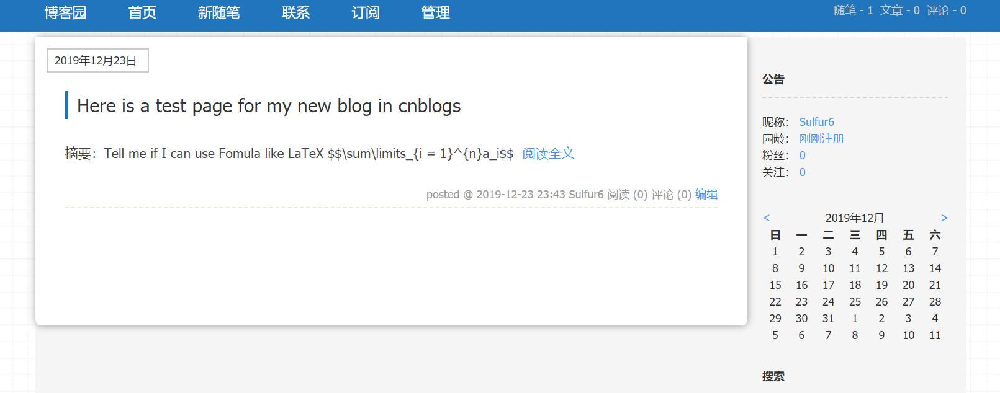 博客园 首页 新随笔 联系 订阅 管理 随笔 - 1 文章 - 0 评论 - 0
2019年12月23日
Here is a test page for my new blog in cnblogs
摘要：Tell me if I can use Fomula like LaTeX $$\sum\limits_{i = 1}^{n}a_i$$ 阅读全文
posted @ 2019-12-23 23:43 Sulfur6 阅读 (0) 评论 (0) 编辑
公告
昵称： Sulfur6
园龄： 刚刚注册
粉丝： 0
关注： 0
< 2019年12月 >
日 一 二 三 四 五 六
1 2 3 4 5 6 7
8 9 10 11 12 13 14
15 16 17 18 19 20 21
22 23 24 25 26 27 28
29 30 31 1 2 3 4
5 6 7 8 9 10 11
搜索